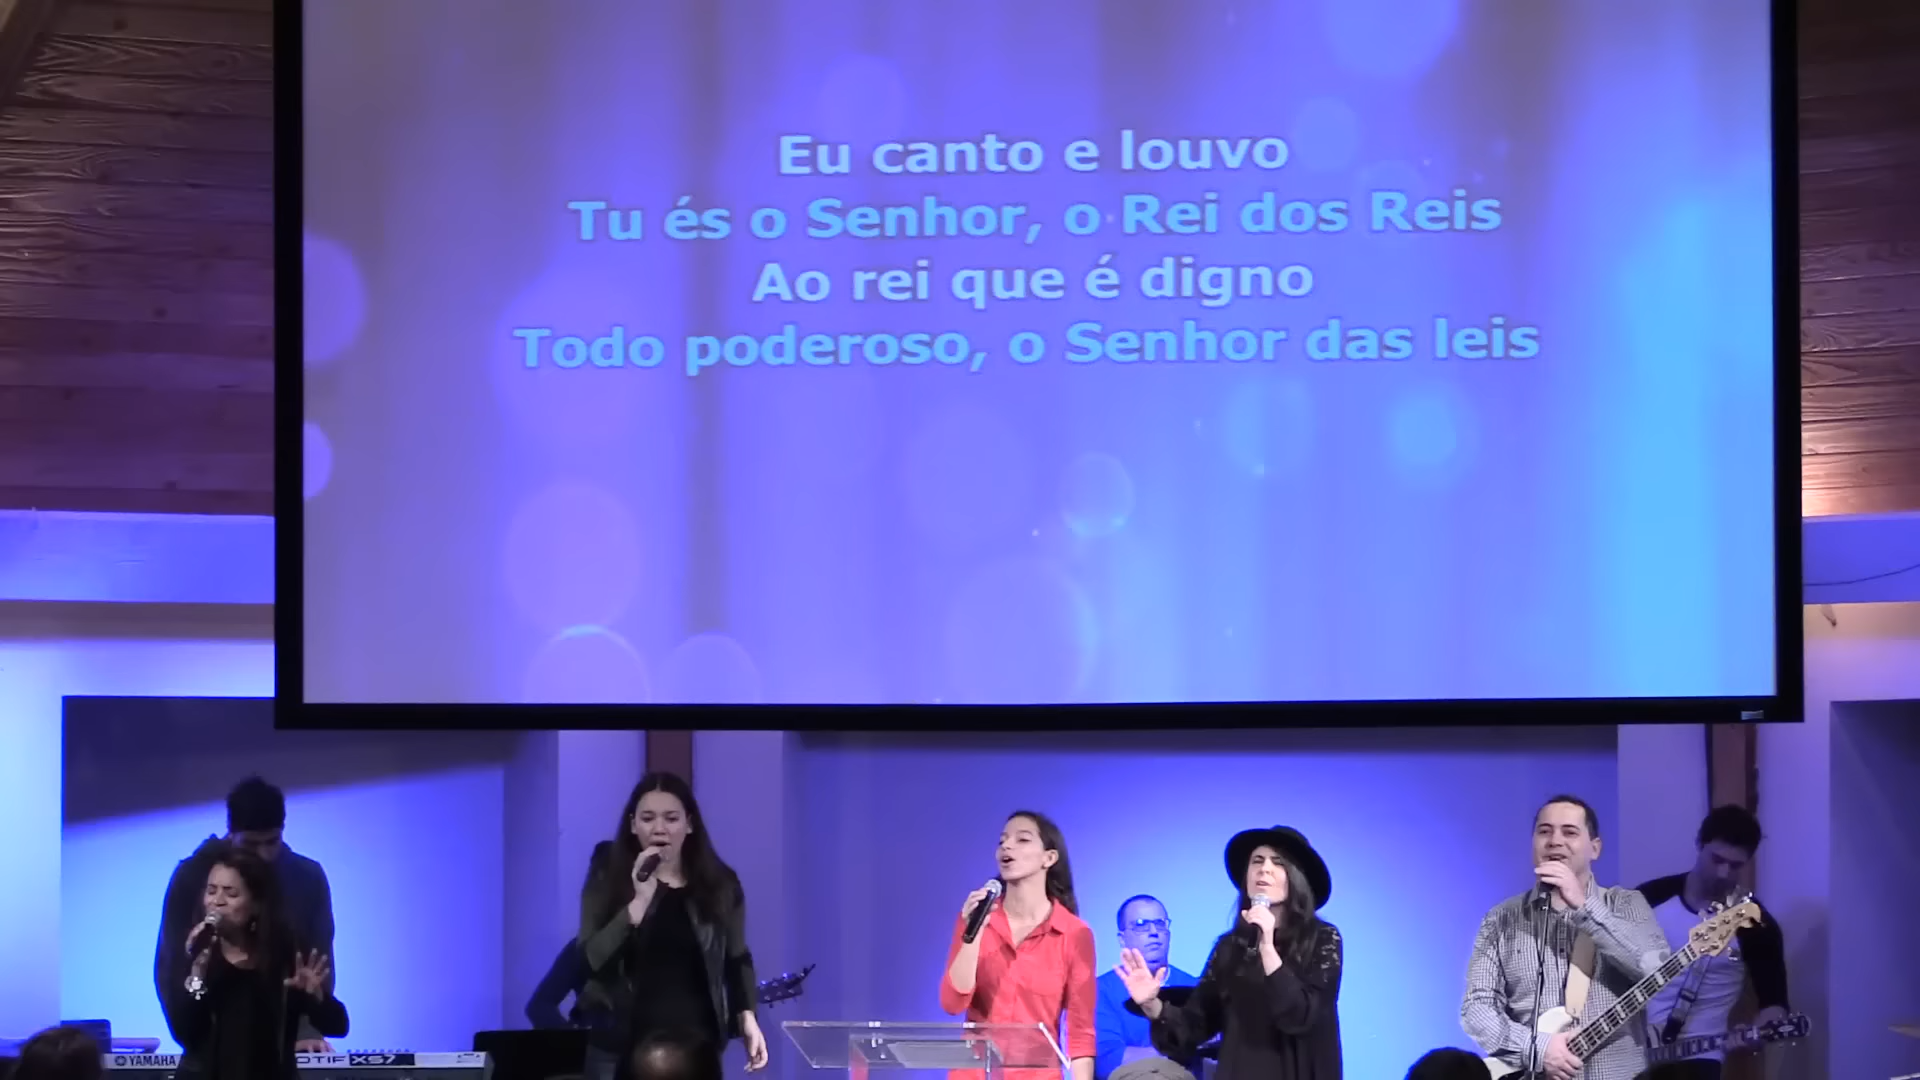 Eu canto e louvo
Tu és o Senhor, o Rei dos Reis
Ao rei que é digno
Todo poderoso, o Senhor das leis
YAMAHA
OTIF XS7